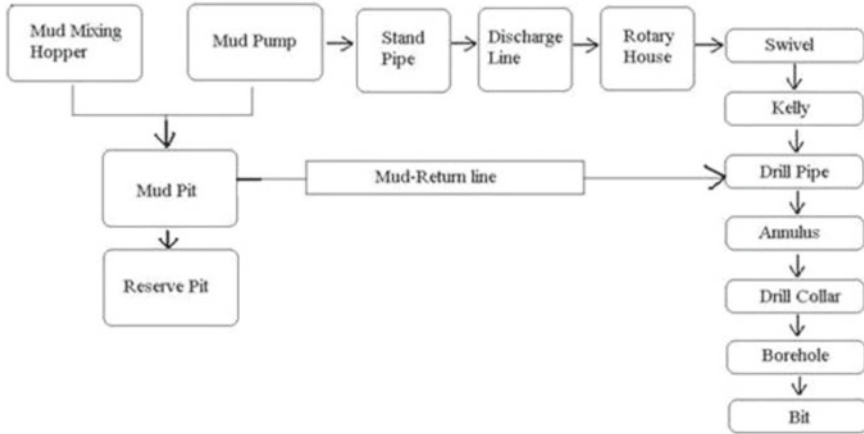 Mud Mixing
Hopper
Mud Pump
Stand
Pipe
Discharge
Line
Rotary
House
Swivel
Kelly
Mud Pit
Mud-Return line
Drill Pipe
Annulus
Reserve Pit
Drill Collar
Borehole
Bit